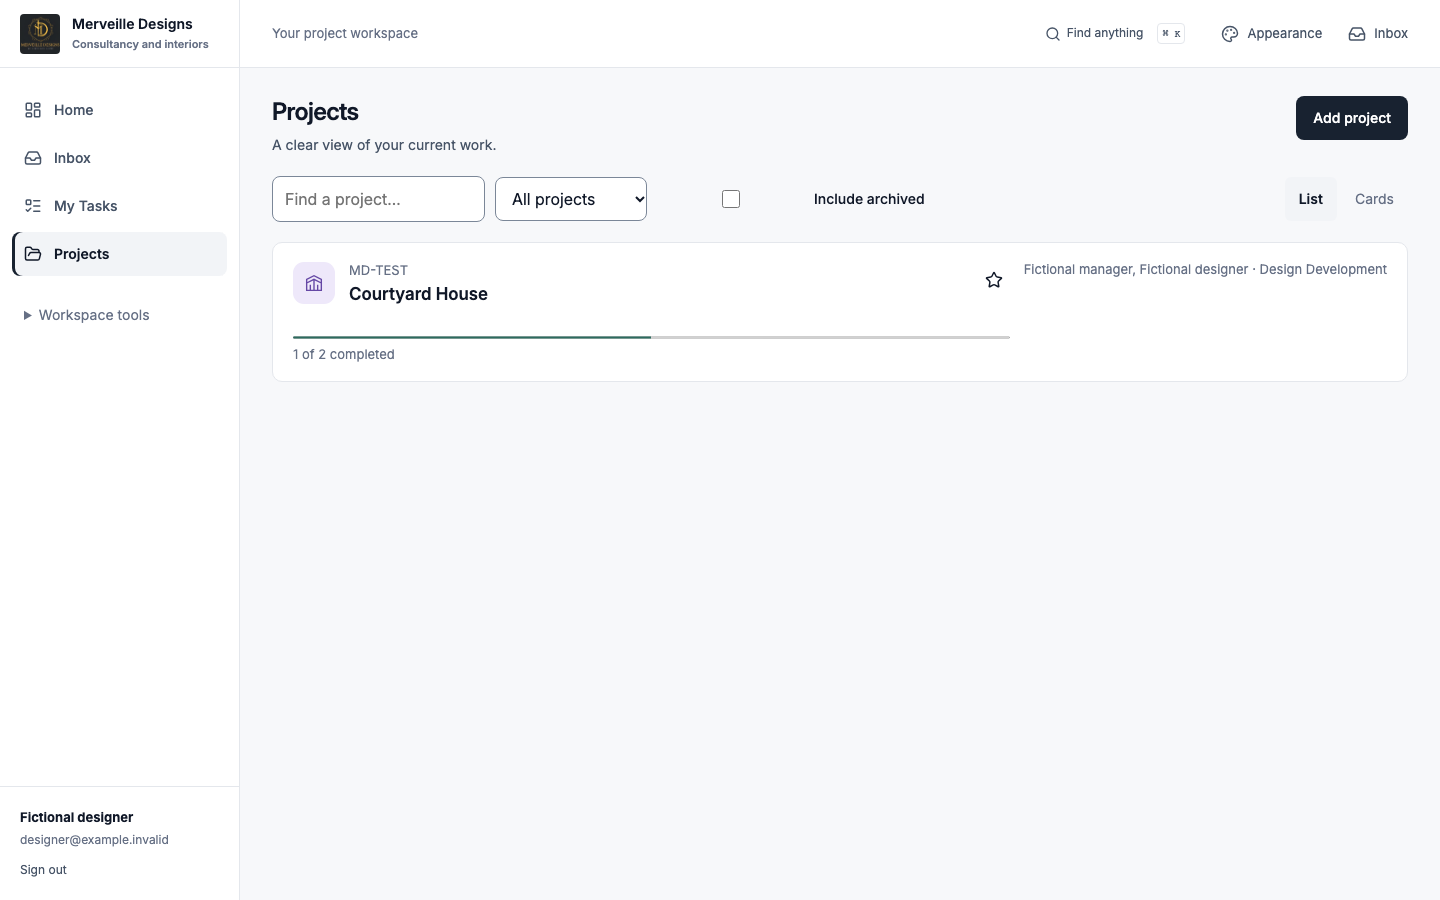 Merveille Designs
Consultancy and interiors
Your project workspace
Find anything
⌘ K
Appearance
Inbox
Home
Inbox
My Tasks
Projects
Workspace tools
Projects
A clear view of your current work.
Add project
Find a project...
All projects
Include archived
List
Cards
MD-TEST
Courtyard House
Fictional manager, Fictional designer · Design Development
1 of 2 completed
Fictional designer
designer@example.invalid
Sign out